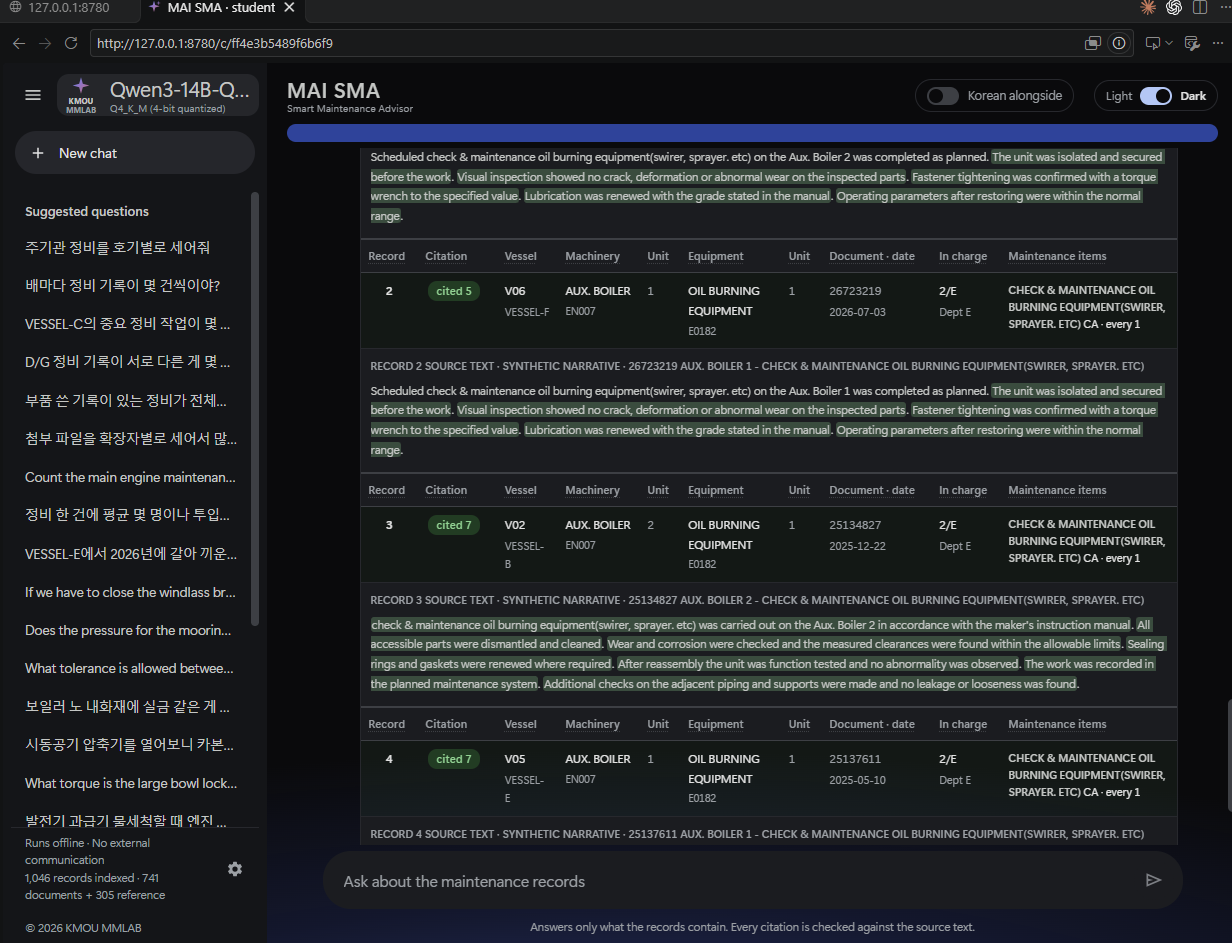 127.0.0.1:8780
MAI SMA · student
http://127.0.0.1:8780/c/ff4e3b5489f6b6f9
KMOU
MMLAB
Qwen3-14B-Q...
Q4_K_M (4-bit quantized)
New chat
Suggested questions
주기관 정비를 호기별로 세어줘
배마다 정비 기록이 몇 건씩이야?
VESSEL-C의 중요 정비 작업이 몇 ...
D/G 정비 기록이 서로 다른 게 몇 ...
부품 쓴 기록이 있는 정비가 전체...
첨부 파일을 확장자별로 세어서 많...
Count the main engine maintenan...
정비 한 건에 평균 몇 명이나 투입...
VESSEL-E에서 2026년에 갈아 끼운...
If we have to close the windlass br...
Does the pressure for the moorin...
What tolerance is allowed betwee...
보일러 노 내화재에 실금 같은 게 ...
시동공기 압축기를 열어보니 카본...
What torque is the large bowl lock...
발전기 과급기 물세척할 때 엔진 ...
Runs offline · No external
communication
1,046 records indexed · 741
documents + 305 reference
© 2026 KMOU MMLAB
MAI SMA
Smart Maintenance Advisor
Korean alongside
Light
Dark
Scheduled check & maintenance oil burning equipment(swirer, sprayer. etc) on the Aux. Boiler 2 was completed as planned. The unit was isolated and secured
before the work. Visual inspection showed no crack, deformation or abnormal wear on the inspected parts. Fastener tightening was confirmed with a torque
wrench to the specified value. Lubrication was renewed with the grade stated in the manual. Operating parameters after restoring were within the normal
range.
Record Citation Vessel Machinery Unit Equipment Unit Document · date In charge Maintenance items
2 cited 5 V06 AUX. BOILER 1 OIL BURNING 1 26723219 2/E CHECK & MAINTENANCE OIL
VESSEL-F EN007 EQUIPMENT 2026-07-03 Dept E BURNING EQUIPMENT(SWIRER,
E0182 SPRAYER. ETC) CA · every 1
RECORD 2 SOURCE TEXT · SYNTHETIC NARRATIVE · 26723219 AUX. BOILER 1 - CHECK & MAINTENANCE OIL BURNING EQUIPMENT(SWIRER, SPRAYER. ETC)
Scheduled check & maintenance oil burning equipment(swirer, sprayer. etc) on the Aux. Boiler 1 was completed as planned. The unit was isolated and secured
before the work. Visual inspection showed no crack, deformation or abnormal wear on the inspected parts. Fastener tightening was confirmed with a torque
wrench to the specified value. Lubrication was renewed with the grade stated in the manual. Operating parameters after restoring were within the normal
range.
Record Citation Vessel Machinery Unit Equipment Unit Document · date In charge Maintenance items
3 cited 7 V02 AUX. BOILER 2 OIL BURNING 1 25134827 2/E CHECK & MAINTENANCE OIL
VESSEL- EN007 EQUIPMENT 2025-12-22 Dept E BURNING EQUIPMENT(SWIRER,
B E0182 SPRAYER. ETC) CA · every 1
RECORD 3 SOURCE TEXT · SYNTHETIC NARRATIVE · 25134827 AUX. BOILER 2 - CHECK & MAINTENANCE OIL BURNING EQUIPMENT(SWIRER, SPRAYER. ETC)
check & maintenance oil burning equipment(swirer, sprayer. etc) was carried out on the Aux. Boiler 2 in accordance with the maker's instruction manual. All
accessible parts were dismantled and cleaned. Wear and corrosion were checked and the measured clearances were found within the allowable limits. Sealing
rings and gaskets were renewed where required. After reassembly the unit was function tested and no abnormality was observed. The work was recorded in
the planned maintenance system. Additional checks on the adjacent piping and supports were made and no leakage or looseness was found.
Record Citation Vessel Machinery Unit Equipment Unit Document · date In charge Maintenance items
4 cited 7 V05 AUX. BOILER 1 OIL BURNING 1 25137611 2/E CHECK & MAINTENANCE OIL
VESSEL- EN007 EQUIPMENT 2025-05-10 Dept E BURNING EQUIPMENT(SWIRER,
E E0182 SPRAYER. ETC) CA · every 1
RECORD 4 SOURCE TEXT · SYNTHETIC NARRATIVE · 25137611 AUX. BOILER 1 - CHECK & MAINTENANCE OIL BURNING EQUIPMENT(SWIRER, SPRAYER. ETC)
Ask about the maintenance records
Answers only what the records contain. Every citation is checked against the source text.